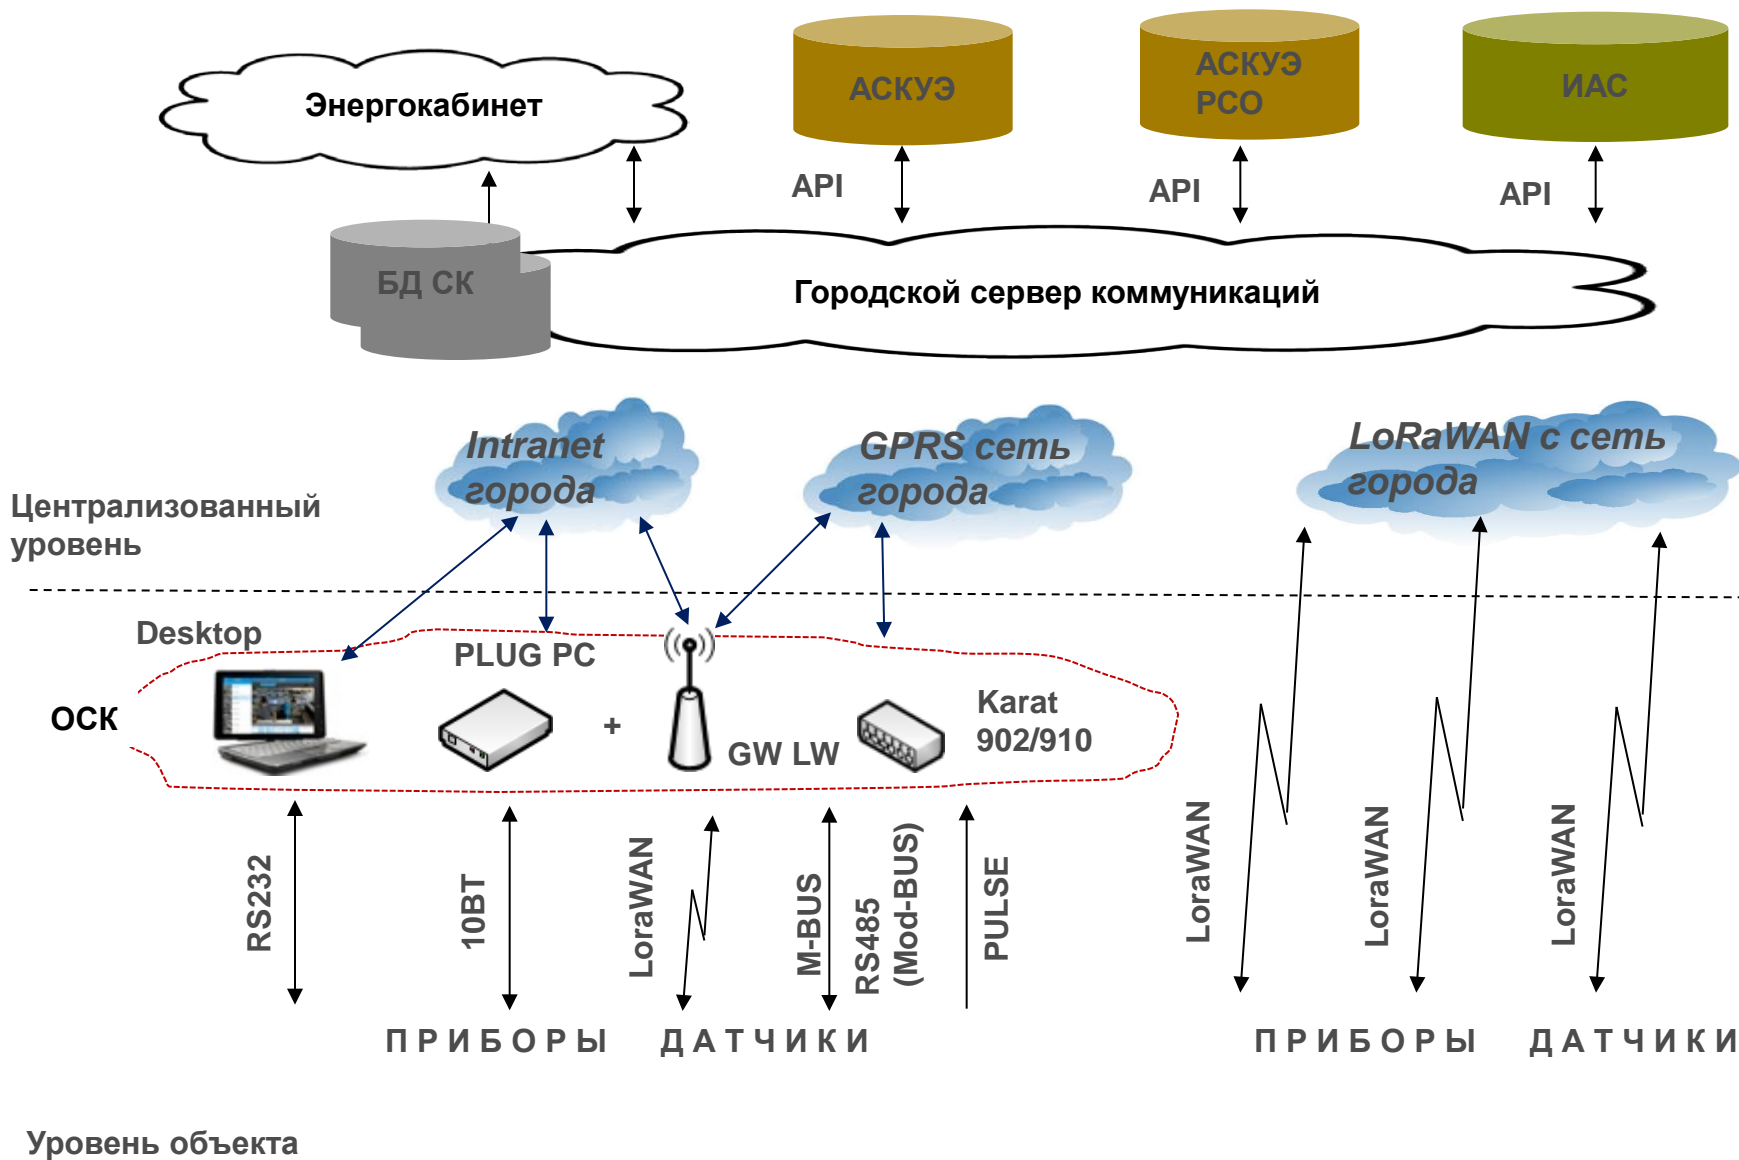 Энергокабинет
АСКУЭ
АСКУЭ
РСО
ИАС
API
API
API
БД СК
Городской сервер коммуникаций
Intranet
города
GPRS сеть
города
LoRaWAN с сеть
города
Централизованный
уровень
Desktop
PLUG PC
ОСК
+
GW LW
Karat
902/910
RS232
10BT
LoraWAN
M-BUS
RS485
(Mod-BUS)
PULSE
LoraWAN
LoraWAN
LoraWAN
П Р И Б О Р Ы Д А Т Ч И К И
П Р И Б О Р Ы Д А Т Ч И К И
Уровень объекта